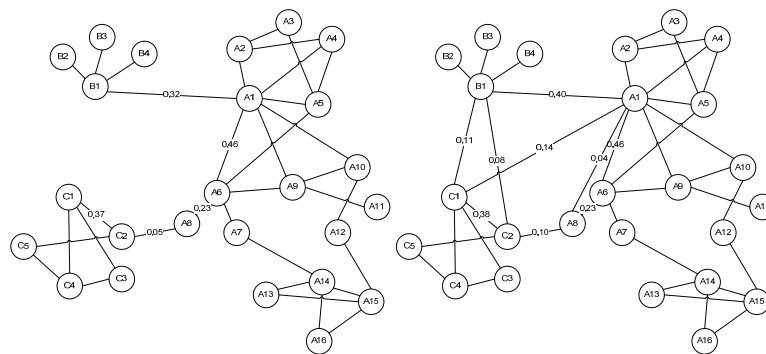 A3
B3
A2
A4
B2
B4
B1
0,32
A1
A5
0,46
A10
C1
A6
A9
0,37
0,23
A11
A8
C2
0,05
A7
A12
C5
C3
C4
A14
A13
A15
A16
A3
B3
A2
A4
B2
B4
B1
0,40
A1
A5
0,11
0,14
0,46
0,08
0,04
A10
C1
A6
A9
0,38
0,23
A1
A8
C2
0,10
A7
A12
C5
C3
C4
A14
A13
A15
A16